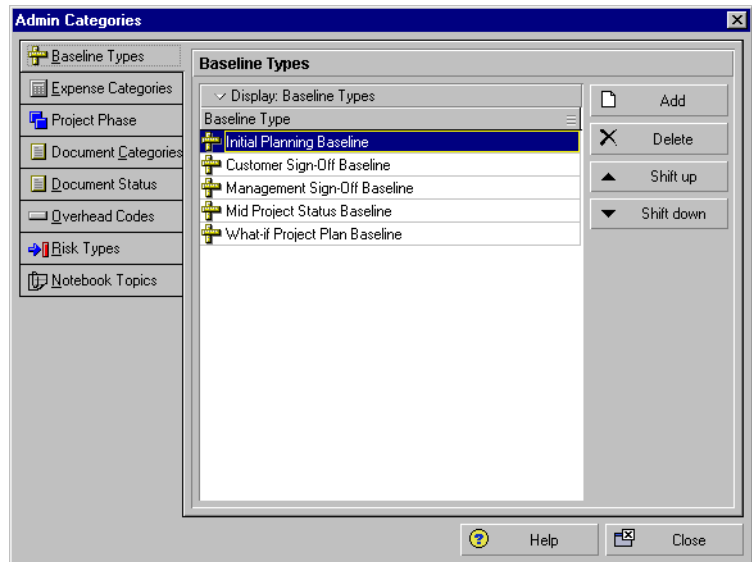 Admin Categories
Baseline Types
Expense Categories
Project Phase
Document Categories
Document Status
Overhead Codes
Risk Types
Notebook Topics
Baseline Types
Display: Baseline Types
Baseline Type
Initial Planning Baseline
Customer Sign-Off Baseline
Management Sign-Off Baseline
Mid Project Status Baseline
What-if Project Plan Baseline
Add
Delete
Shift up
Shift down
Help
Close